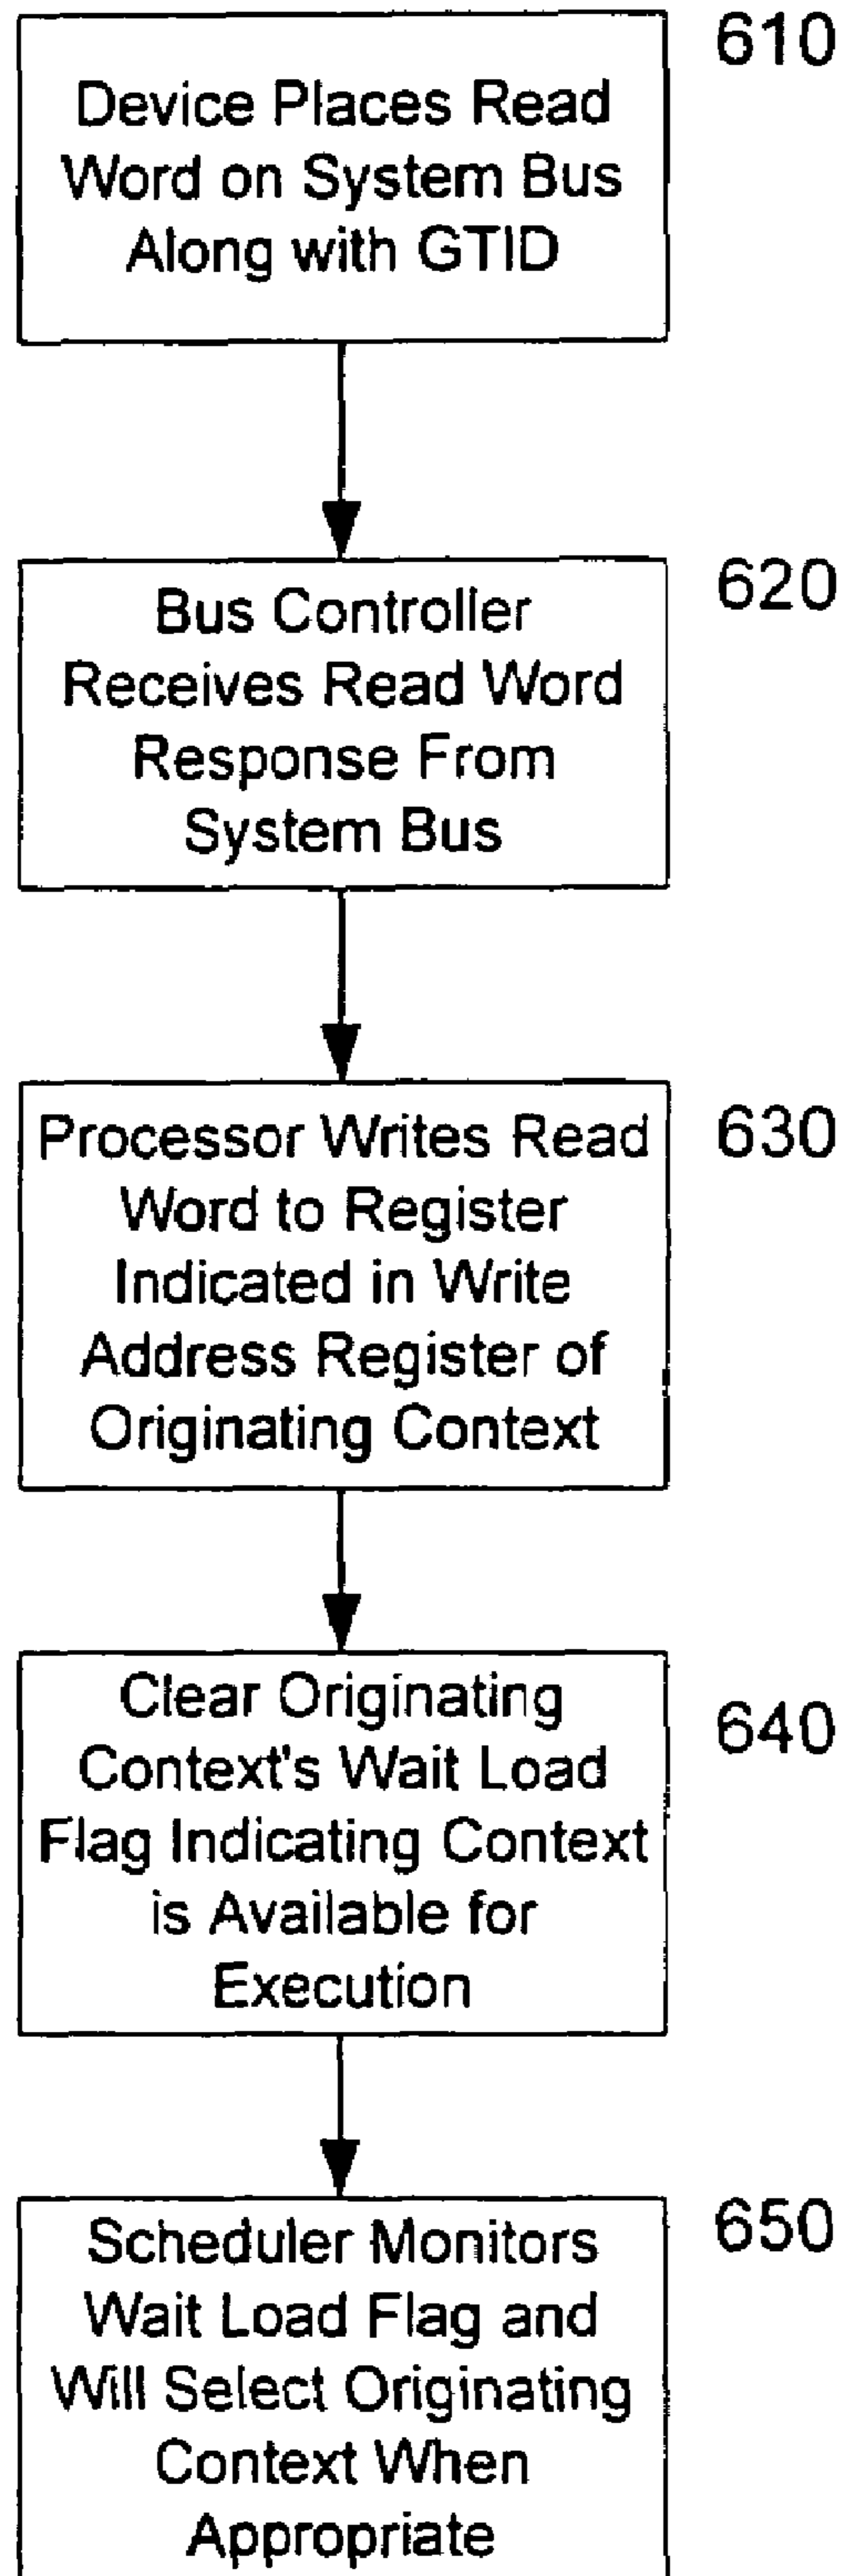 610
Device Places Read
Word on System Bus
Along with GTID
620
Bus Controller
Receives Read Word
Response From
System Bus
630
Processor Writes Read
Word to Register
Indicated in Write
Address Register of
Originating Context
640
Clear Originating
Context's Wait Load
Flag Indicating Context
is Available for
Execution
650
Scheduler Monitors
Wait Load Flag and
Will Select Originating
Context When
Appropriate